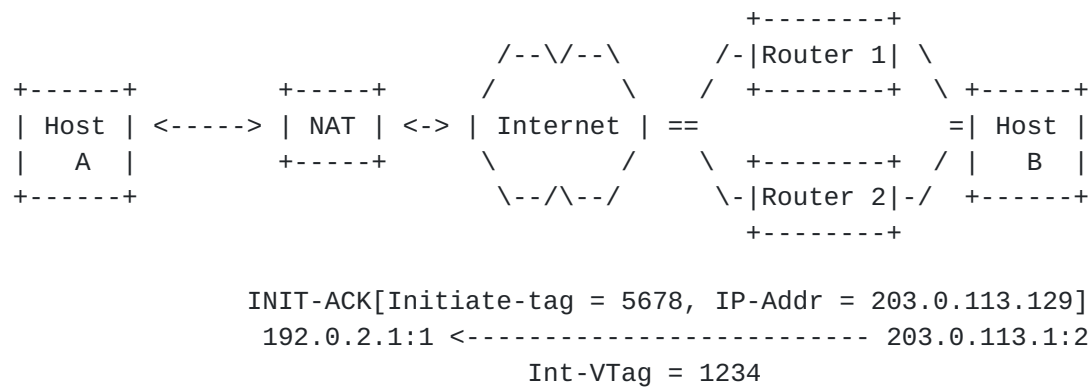 +--------+
                               /--\/--\      /-|Router 1| \
+------+         +-----+     /        \    /  +--------+  \ +------+
| Host | <-----> | NAT | <-> | Internet | ==                =| Host |
|   A  |         +-----+     \        /    \  +--------+  / |   B  |
+------+                       \--/\--/      \-|Router 2|-/  +------+
                                                +--------+
INIT-ACK[Initiate-tag = 5678, IP-Addr = 203.0.113.129]
192.0.2.1:1 <-------------------------- 203.0.113.1:2
Int-VTag = 1234